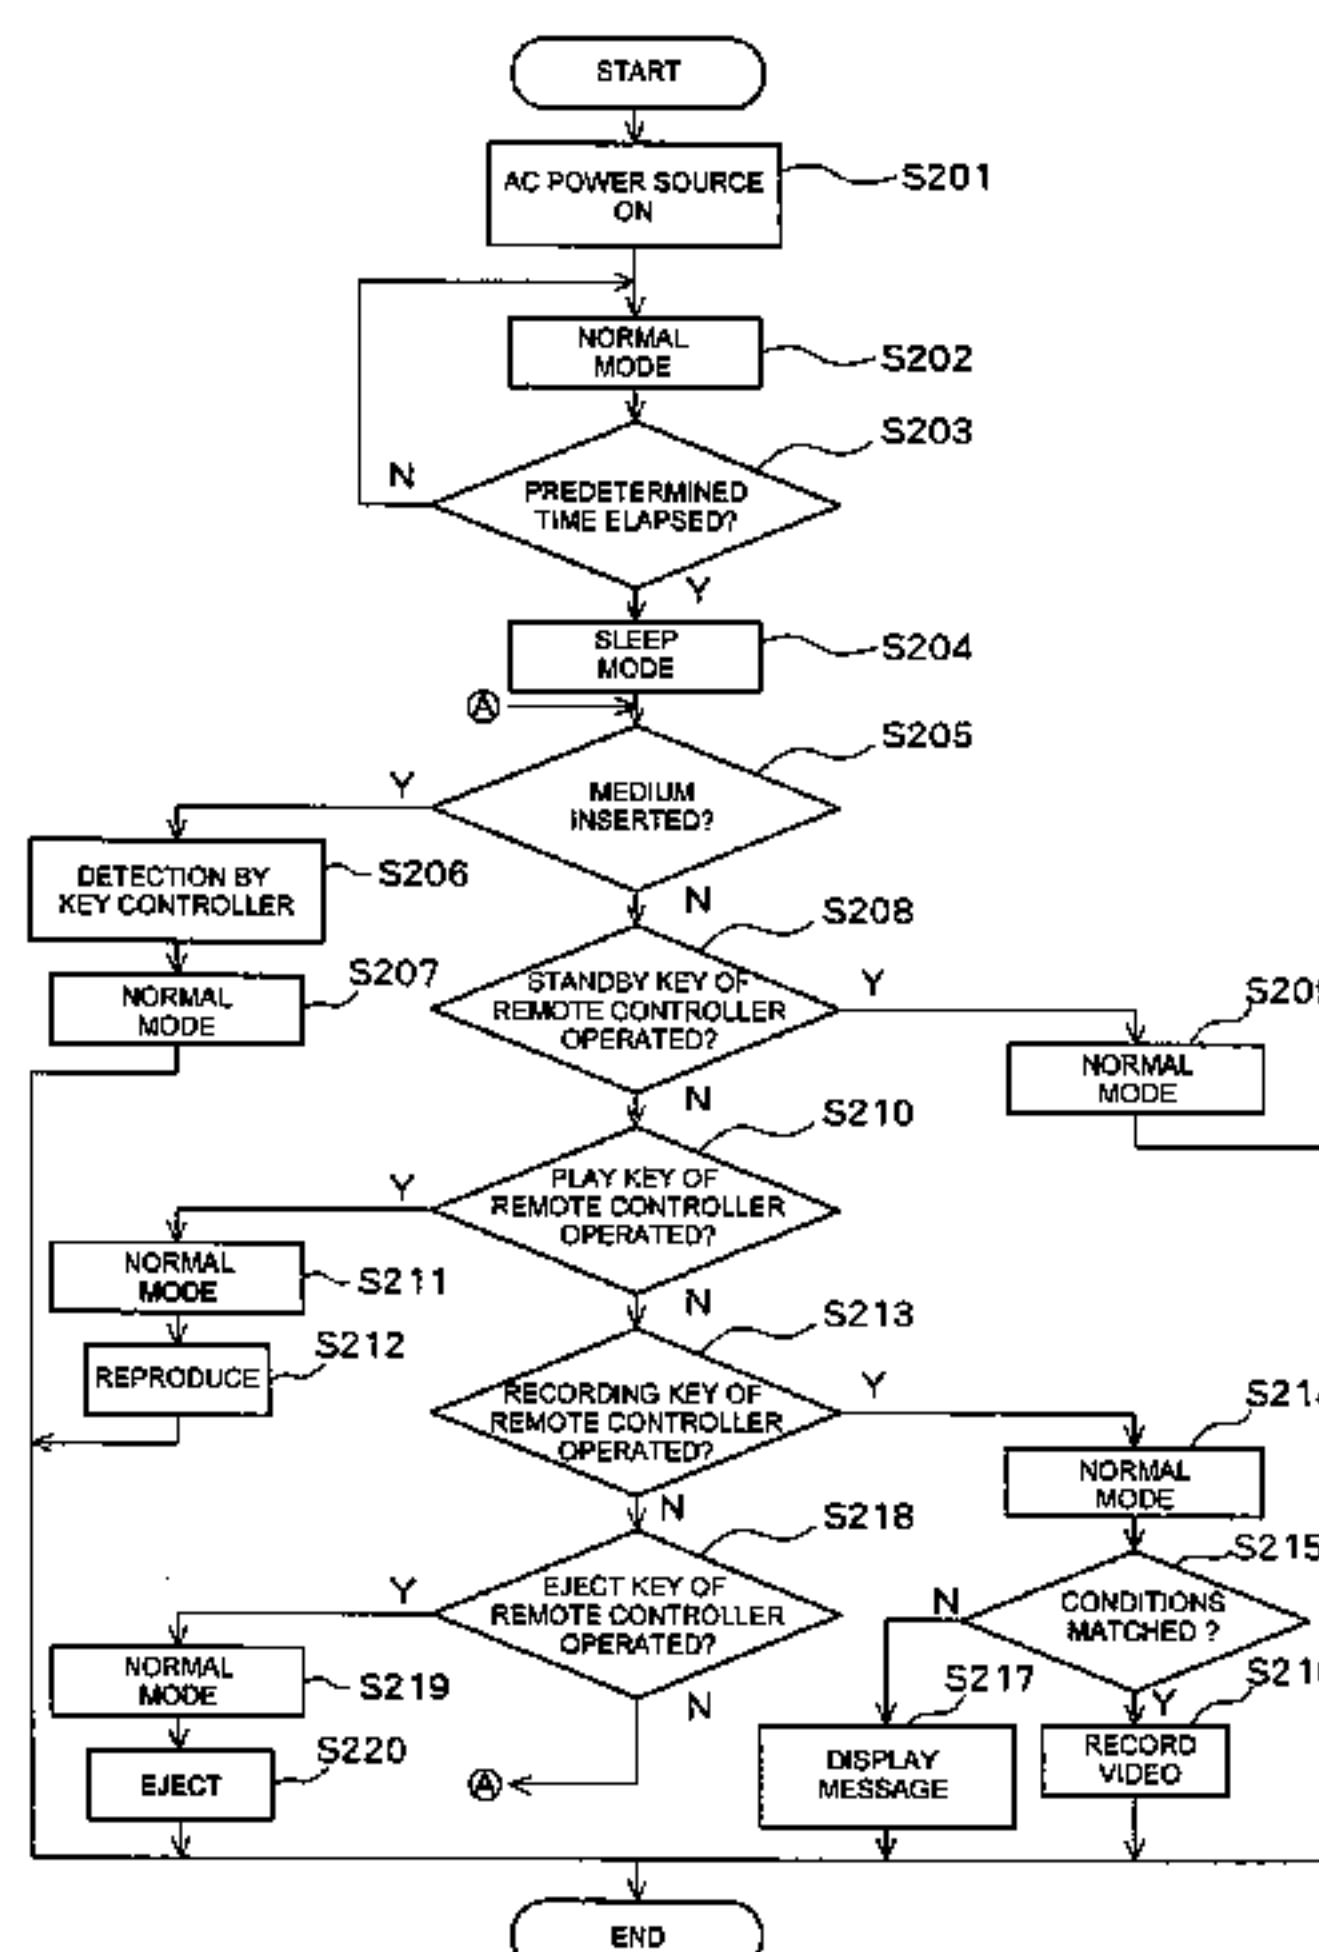 START
AC POWER SOURCE
ON
S201
NORMAL
MODE
S202
S203
N
PREDETERMINED
TIME ELAPSED?
Y
SLEEP
MODE
S204
A
S205
Y
MEDIUM
INSERTED?
DETECTION BY
KEY CONTROLLER
S206
N
S208
S207
NORMAL
MODE
STANDBY KEY OF
REMOTE CONTROLLER
OPERATED?
Y
S209
NORMAL
MODE
N
S210
Y
PLAY KEY OF
REMOTE CONTROLLER
OPERATED?
NORMAL
MODE
S211
N
S213
S212
REPRODUCE
RECORDING KEY OF
REMOTE CONTROLLER
OPERATED?
Y
S214
NORMAL
MODE
N
S218
S215
Y
EJECT KEY OF
REMOTE CONTROLLER
OPERATED?
N
CONDITIONS
MATCHED ?
NORMAL
MODE
S219
N
S217
Y
S216
S220
EJECT
A
DISPLAY
MESSAGE
RECORD
VIDEO
END